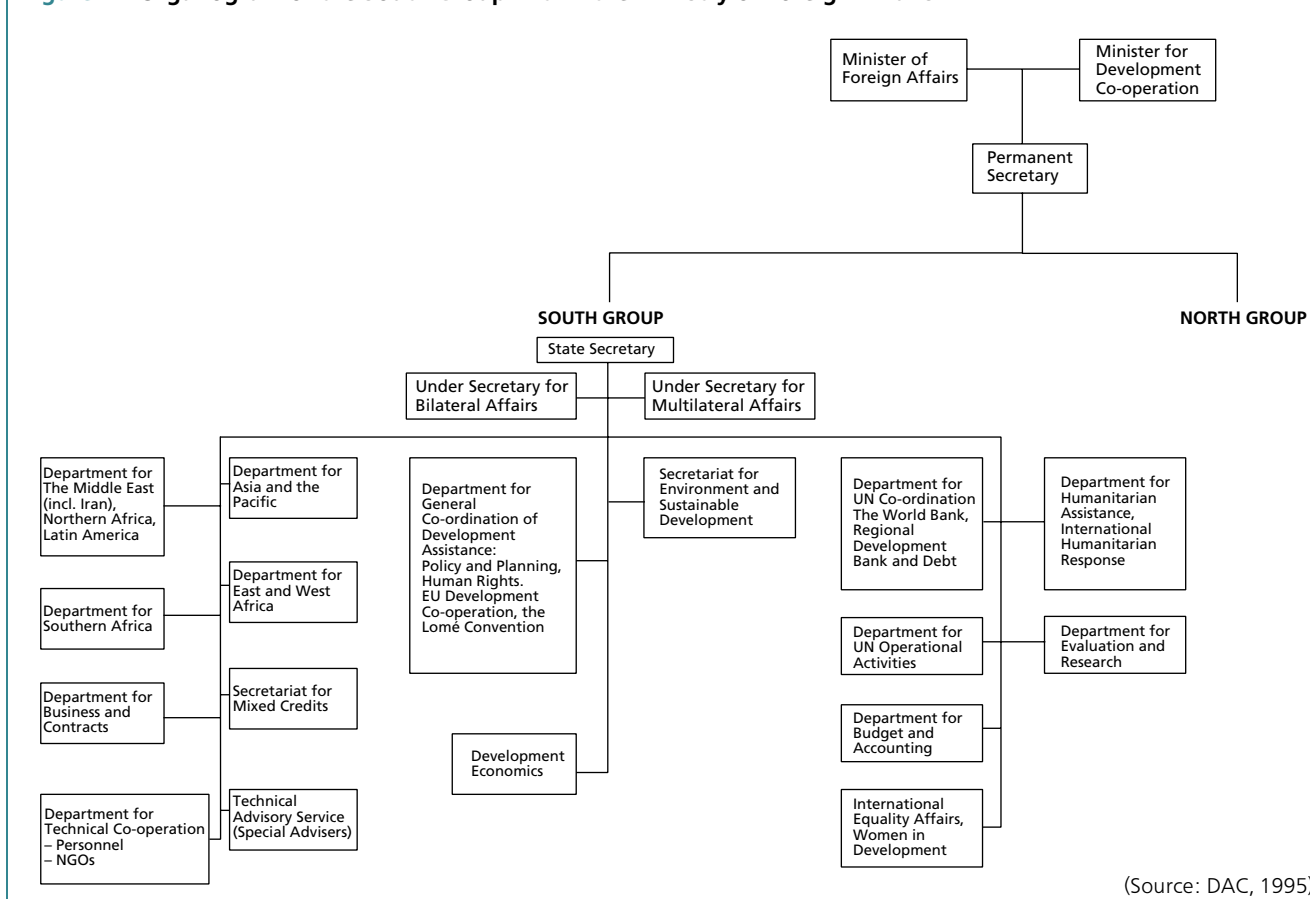 Minister of
Foreign Affairs
Minister for
Development
Co-operation
Permanent
Secretary
SOUTH GROUP
NORTH GROUP
State Secretary
Under Secretary for
Bilateral Affairs
Under Secretary for
Multilateral Affairs
Department for
The Middle East
(incl. Iran),
Northern Africa,
Latin America
Department for
Asia and the
Pacific
Department for
Southern Africa
Department for
East and West
Africa
Department for
Business and
Contracts
Secretariat for
Mixed Credits
Department for
Technical Co-operation
– Personnel
– NGOs
Technical
Advisory Service
(Special Advisers)
Department for
General
Co-ordination of
Development
Assistance:
Policy and Planning,
Human Rights.
EU Development
Co-operation, the
Lomé Convention
Secretariat for
Environment and
Sustainable
Development
Development
Economics
Department for
UN Co-ordination
The World Bank,
Regional
Development
Bank and Debt
Department for
Humanitarian
Assistance,
International
Humanitarian
Response
Department for
UN Operational
Activities
Department for
Evaluation and
Research
Department for
Budget and
Accounting
International
Equality Affairs,
Women in
Development
(Source: DAC, 1995)